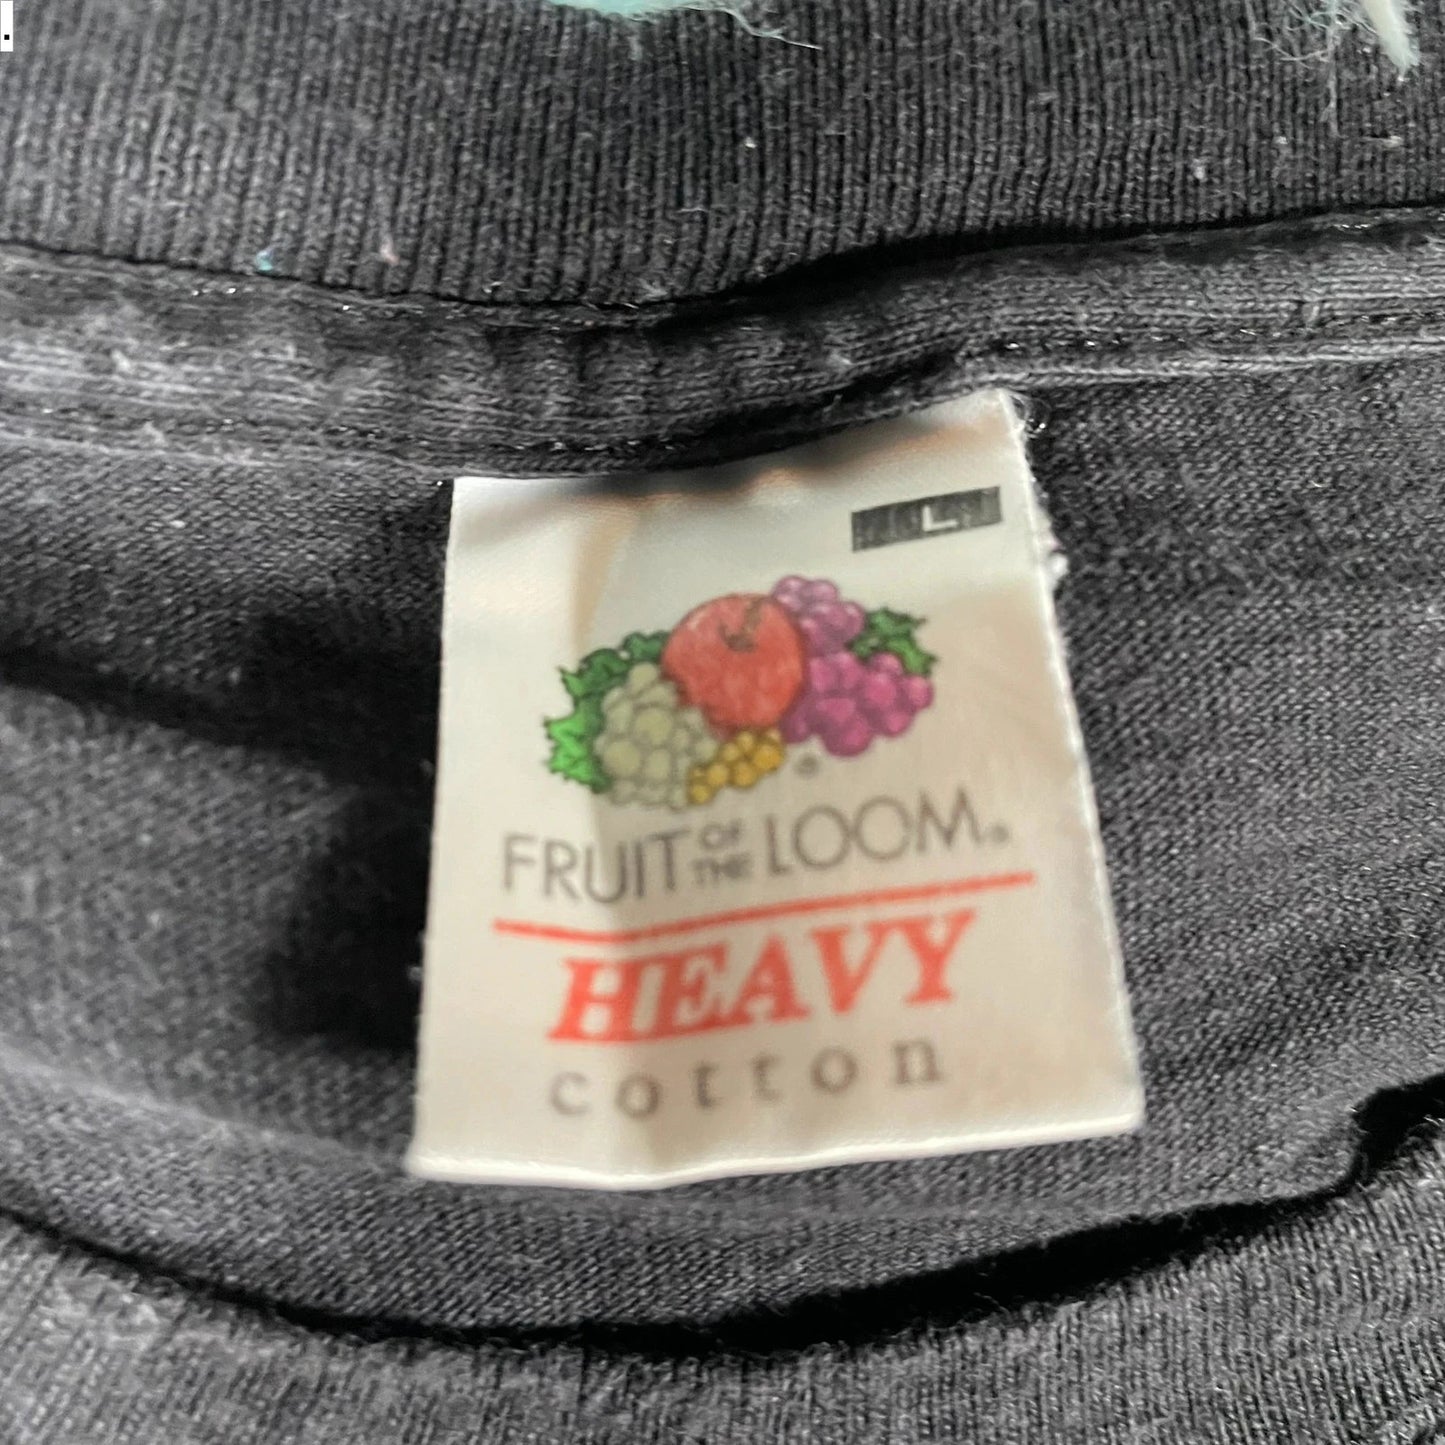 .
L
FRUIT OF THE LOOM®
HEAVY
cotton